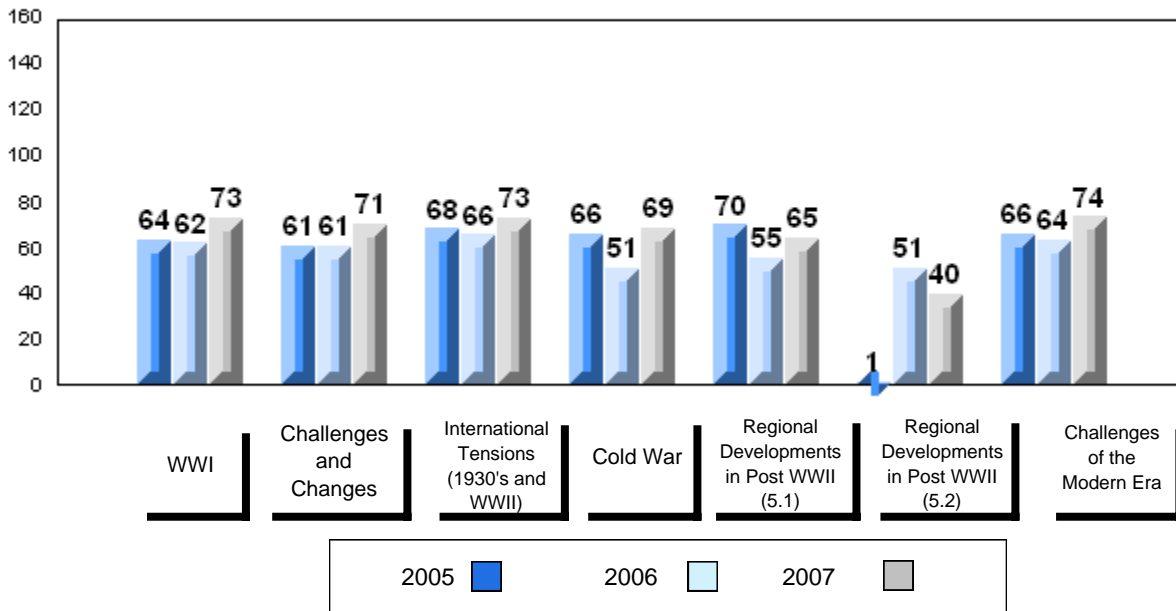 160
140
120
100
80
60
40
20
0
64 62 73
61 61 71
68 66 73
66 51 69
70 55 65
1 51 40
66 64 74
WWI
Challenges
and
Changes
International
Tensions
(1930's and
WWII)
Cold War
Regional
Developments
in Post WWII
(5.1)
Regional
Developments
in Post WWII
(5.2)
Challenges
of the
Modern Era
2005 2006 2007